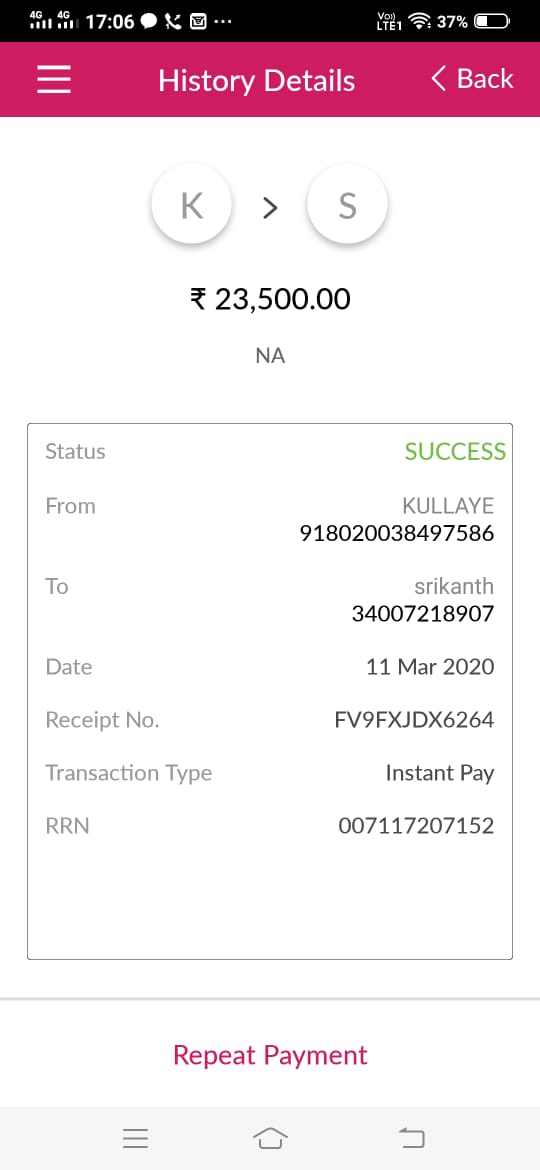 4G 4G 17:06 ... Vo)) LTE1 37%
History Details
Back
K > S
₹ 23,500.00
NA
Status SUCCESS
From KULLAYE
918020038497586
To srikanth
34007218907
Date 11 Mar 2020
Receipt No. FV9FXJDX6264
Transaction Type Instant Pay
RRN 007117207152
Repeat Payment